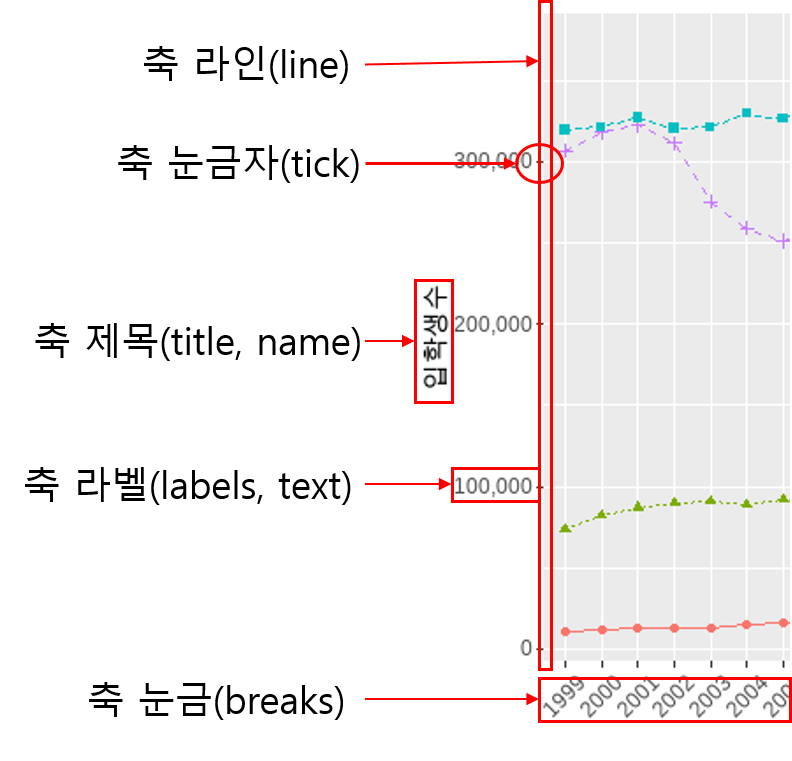 축 라인(line)
축 눈금자(tick)
300,000
축 제목(title, name)
입학생수
200,000
축 라벨(labels, text)
100,000
0
축 눈금(breaks)
1999
2000
2001
2002
2003
2004